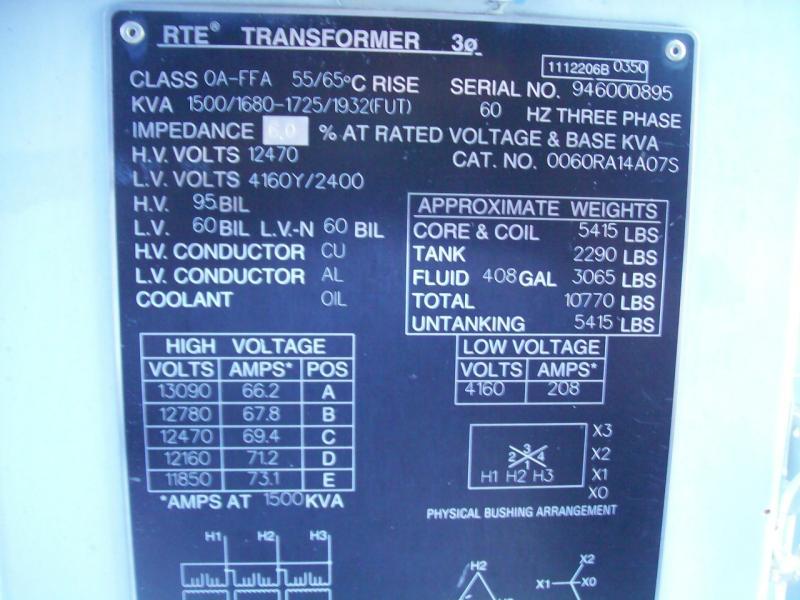 RTE® TRANSFORMER 3ø
1112206B 0350
CLASS OA-FFA 55/65°C RISE SERIAL NO. 946000895
KVA 1500/1680-1725/1932(FUT) 60 HZ THREE PHASE
IMPEDANCE 6.0 % AT RATED VOLTAGE & BASE KVA
H.V. VOLTS 12470 CAT. NO. 0060RA14A07S
L.V. VOLTS 4160Y/2400
H.V. 95 BIL
L.V. 60 BIL L.V.-N 60 BIL
H.V. CONDUCTOR CU
L.V. CONDUCTOR AL
COOLANT OIL
APPROXIMATE WEIGHTS
CORE & COIL 5415 LBS
TANK 2290 LBS
FLUID 408 GAL 3065 LBS
TOTAL 10770 LBS
UNTANKING 5415 LBS
HIGH VOLTAGE
VOLTS AMPS* POS
13090 66.2 A
12780 67.8 B
12470 69.4 C
12160 71.2 D
11850 73.1 E
*AMPS AT 1500 KVA
LOW VOLTAGE
VOLTS AMPS*
4160 208
X3
3
2 4
X2
1
H1 H2 H3 X1
X0
PHYSICAL BUSHING ARRANGEMENT
H1 H2 H3
H2
X2
X1 X0